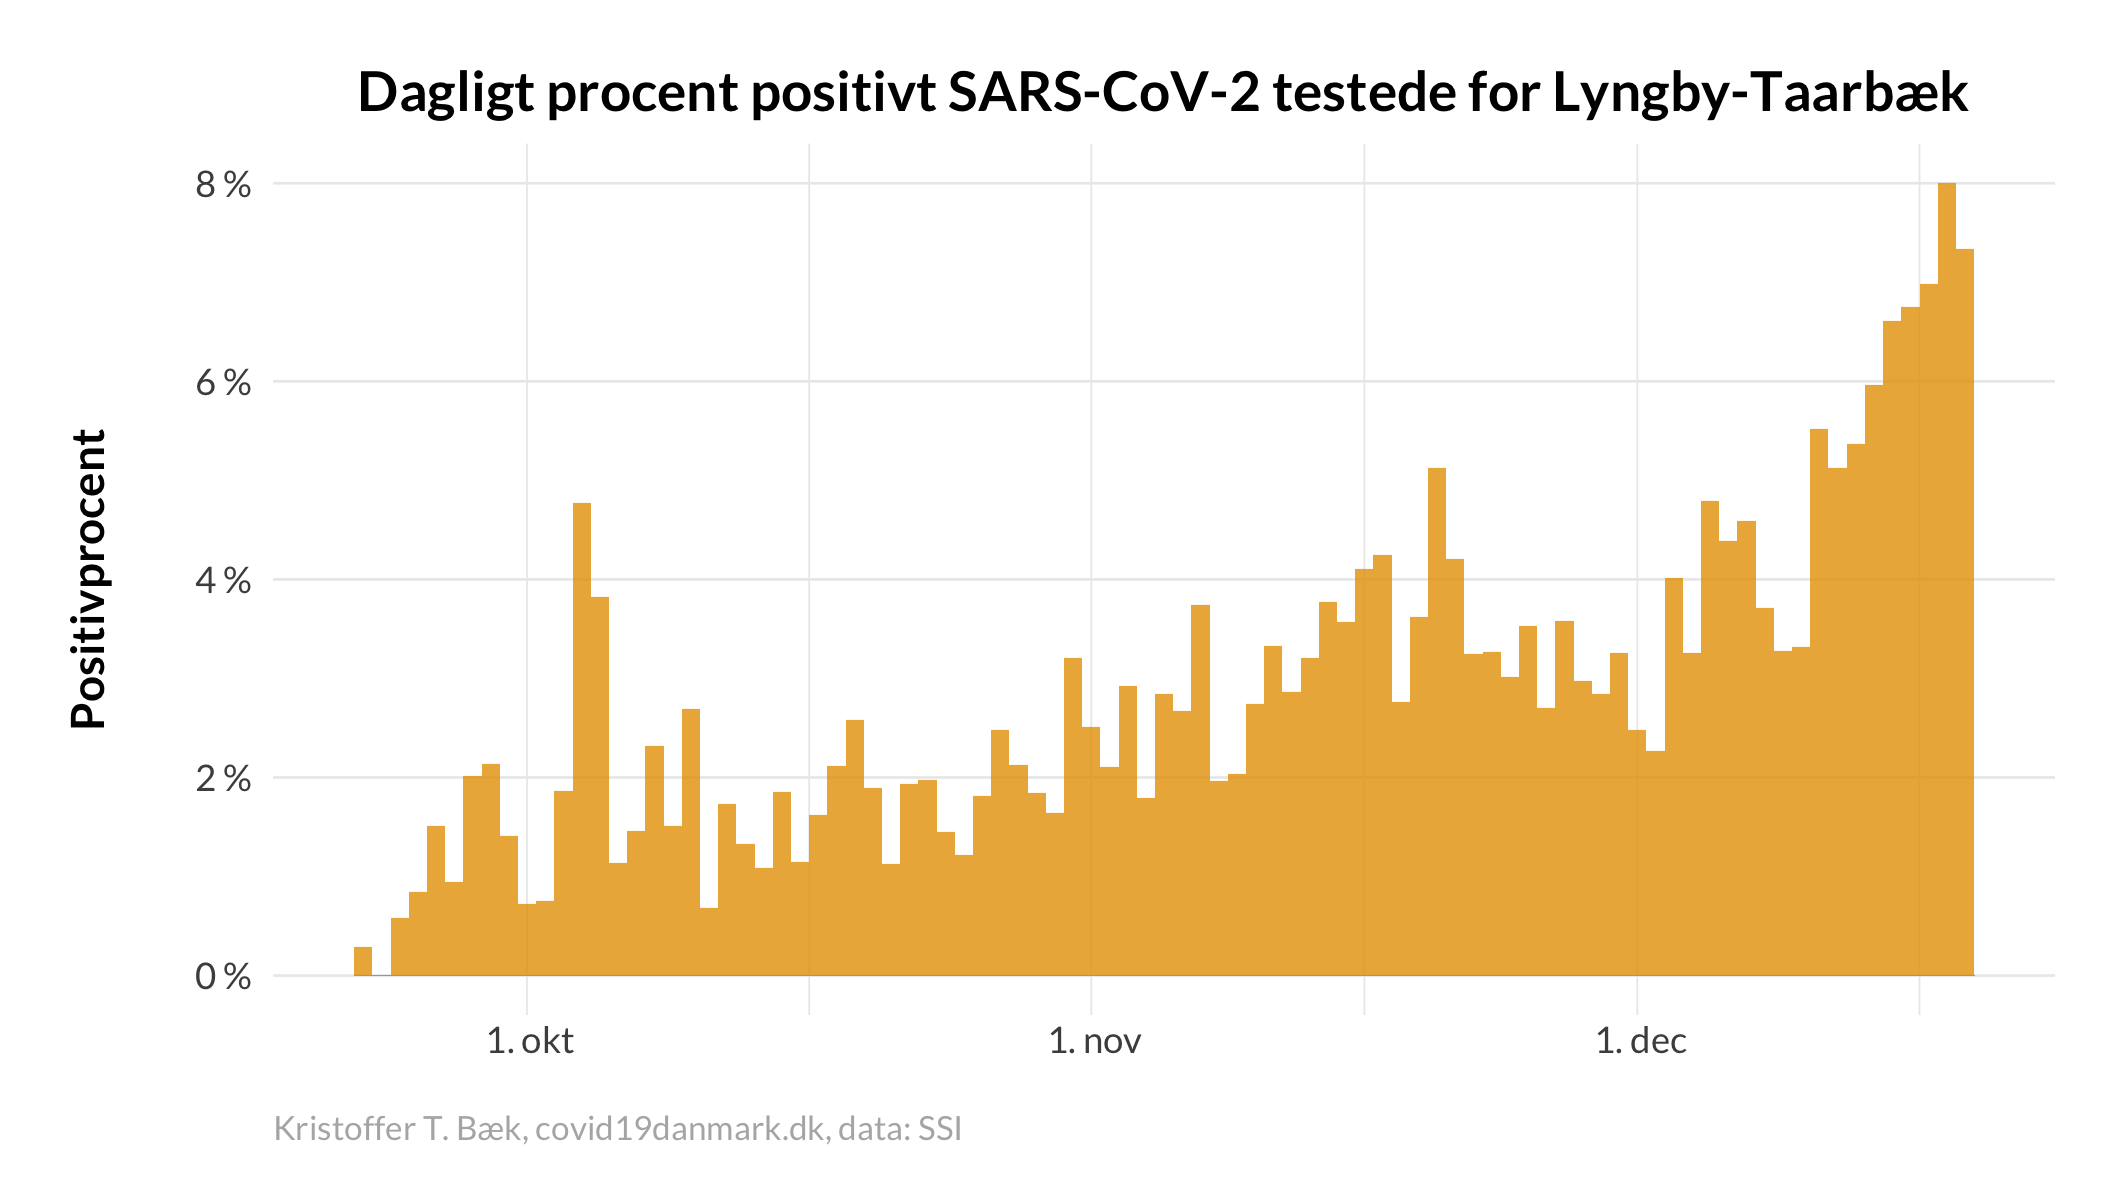 Dagligt procent positivt SARS-CoV-2 testede for Lyngby-Taarbæk
Positivprocent
8 %
6 %
4 %
2 %
0 %
1. okt
1. nov
1. dec
Kristoffer T. Bæk, covid19danmark.dk, data: SSI